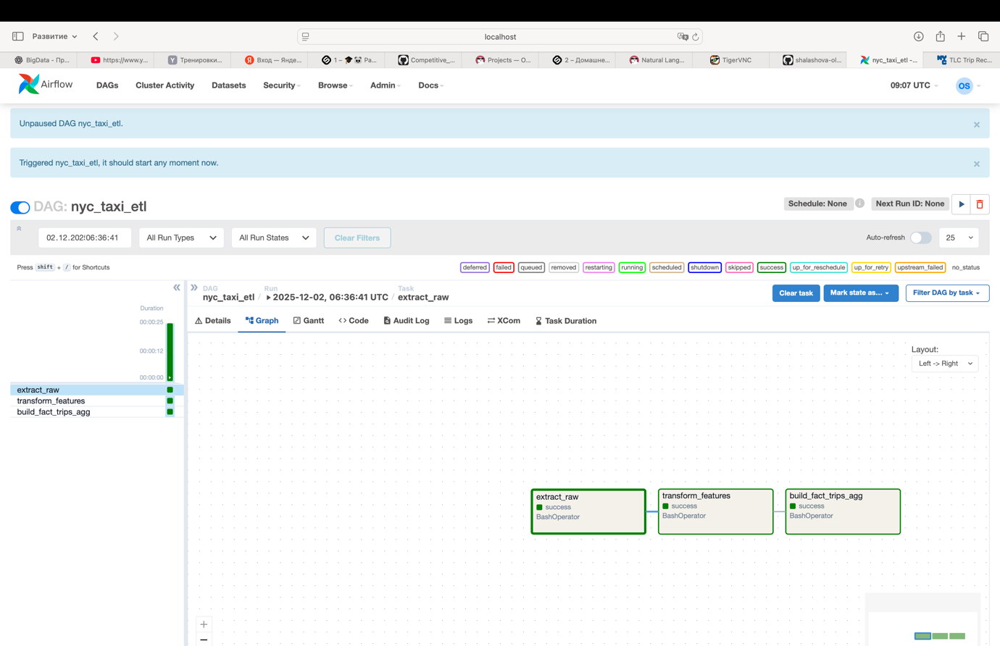 Развитие
localhost
BigData - Пр...
https://www.y...
Тренировки...
Вход — Янде...
1 – 🎓🐼 Ра...
Competitive_...
Projects — O...
2 – Домашне...
Natural Lang...
TigerVNC
shalashova-ol...
nyc_taxi_etl -...
TLC Trip Rec...
Airflow
DAGs
Cluster Activity
Datasets
Security
Browse
Admin
Docs
09:07 UTC
OS
Unpaused DAG nyc_taxi_etl.
Triggered nyc_taxi_etl, it should start any moment now.
DAG: nyc_taxi_etl
Schedule: None
Next Run ID: None
02.12.202 06:36:41
All Run Types
All Run States
Clear Filters
Auto-refresh
25
Press shift + / for Shortcuts
deferred
failed
queued
removed
restarting
running
scheduled
shutdown
skipped
success
up_for_reschedule
up_for_retry
upstream_failed
no_status
DAG
nyc_taxi_etl
Run
2025-12-02, 06:36:41 UTC
Task
extract_raw
Clear task
Mark state as...
Filter DAG by task
Duration
00:00:25
00:00:12
00:00:00
extract_raw
transform_features
build_fact_trips_agg
Details
Graph
Gantt
Code
Audit Log
Logs
XCom
Task Duration
Layout:
Left -> Right
extract_raw
success
BashOperator
transform_features
success
BashOperator
build_fact_trips_agg
success
BashOperator